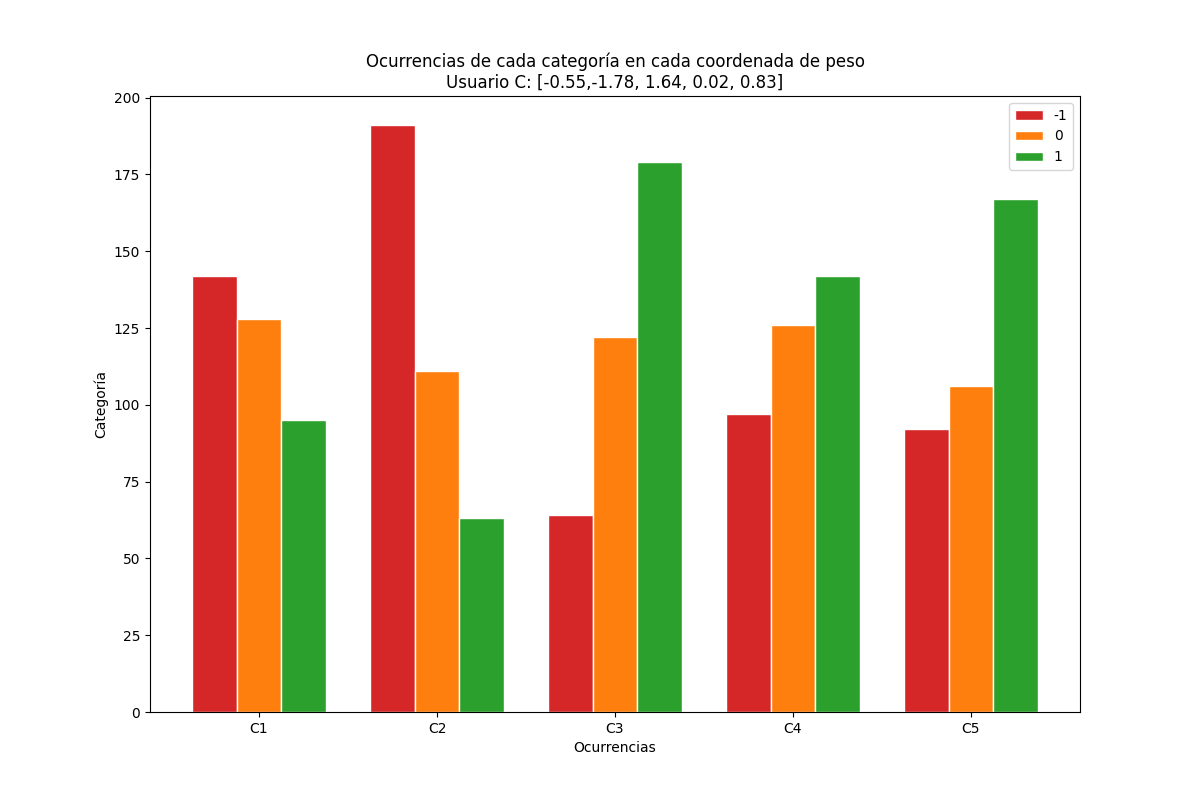 Ocurrencias de cada categoría en cada coordenada de peso
Usuario C: [-0.55,-1.78, 1.64, 0.02, 0.83]
-1
0
1
200
175
150
125
100
75
50
25
0
Categoría
C1 C2 C3 C4 C5
Ocurrencias